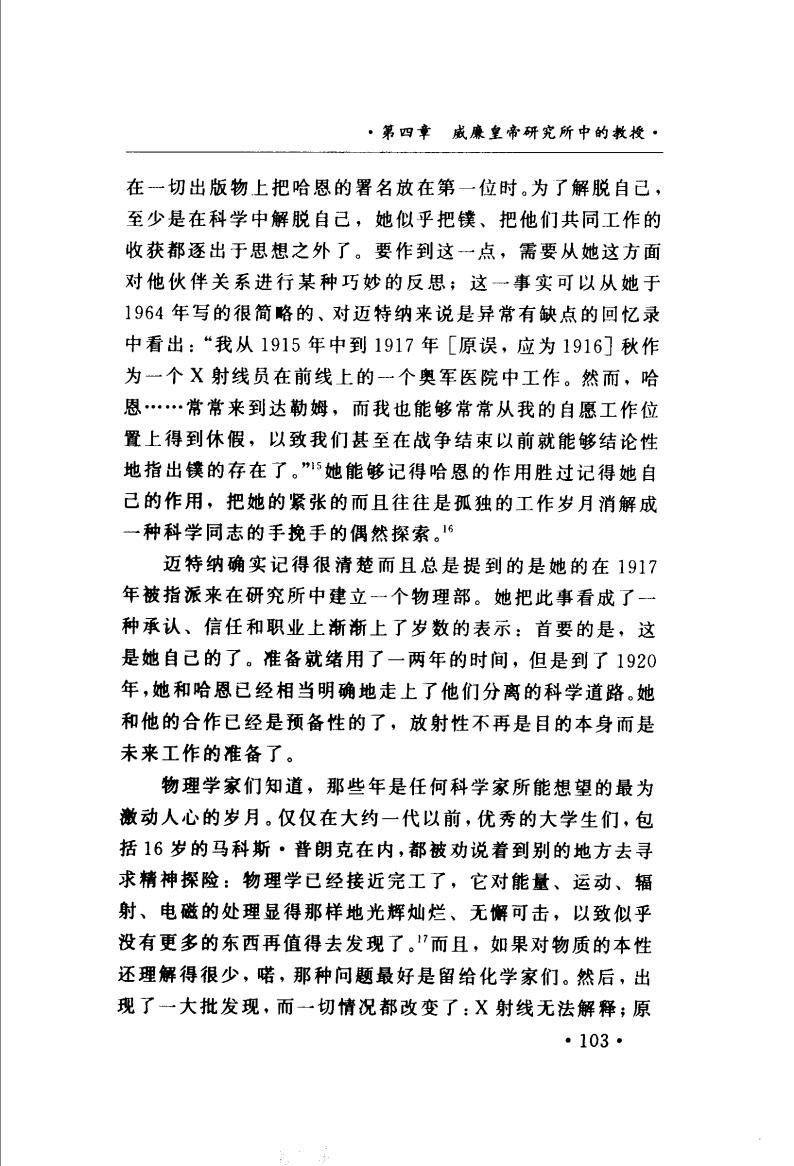 ·第四章 威廉皇帝研究所中的教授·
在一切出版物上把哈恩的署名放在第一位时。为了解脱自己，
至少是在科学中解脱自己，她似乎把镤、把他们共同工作的
收获都逐出于思想之外了。要作到这一点，需要从她这方面
对他伙伴关系进行某种巧妙的反思；这一事实可以从她于
1964年写的很简略的、对迈特纳来说是异常有缺点的回忆录
中看出：“我从1915年中到1917年［原误，应为1916］秋作
为一个X射线员在前线上的一个奥军医院中工作。然而，哈
恩……常常来到达勒姆，而我也能够常常从我的自愿工作位
置上得到休假，以致我们甚至在战争结束以前就能够结论性
地指出镤的存在了。”15她能够记得哈恩的作用胜过记得她自
己的作用，把她的紧张的而且往往是孤独的工作岁月消解成
一种科学同志的手挽手的偶然探索。16
迈特纳确实记得很清楚而且总是提到的是她的在1917
年被指派来在研究所中建立一个物理部。她把此事看成了一
种承认、信任和职业上渐渐上了岁数的表示：首要的是，这
是她自己的了。准备就绪用了一两年的时间，但是到了1920
年，她和哈恩已经相当明确地走上了他们分离的科学道路。她
和他的合作已经是预备性的了，放射性不再是目的本身而是
未来工作的准备了。
物理学家们知道，那些年是任何科学家所能想望的最为
激动人心的岁月。仅仅在大约一代以前，优秀的大学生们，包
括16岁的马科斯·普朗克在内，都被劝说着到别的地方去寻
求精神探险：物理学已经接近完工了，它对能量、运动、辐
射、电磁的处理显得那样地光辉灿烂、无懈可击，以致似乎
没有更多的东西再值得去发现了。17而且，如果对物质的本性
还理解得很少，喏，那种问题最好是留给化学家们。然后，出
现了一大批发现，而一切情况都改变了：X射线无法解释；原
·103·